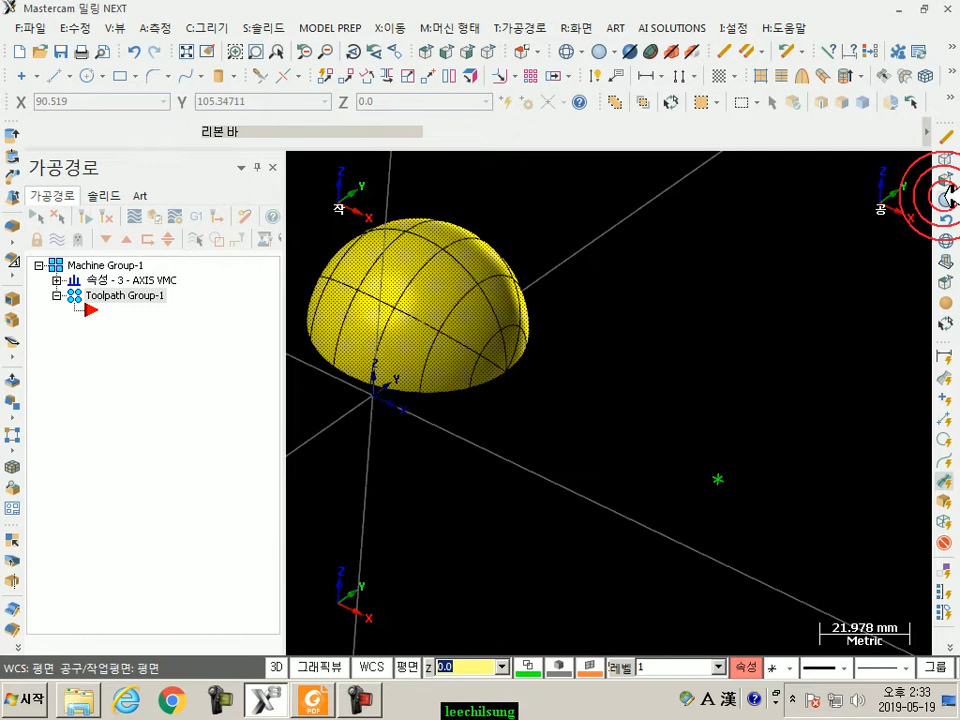 Mastercam 밀링 NEXT
F:파일 E:수정 V:뷰 A:측정 C:그리기 S:솔리드 MODEL PREP X:이동 M:머신 형태 T:가공경로 R:화면 ART AI SOLUTIONS I:설정 H:도움말
X 90.519 Y 105.34711 Z 0.0
리본 바
가공경로
가공경로 솔리드 Art
G1
Machine Group-1
속성 - 3 - AXIS VMC
Toolpath Group-1
Z Y X 작
Z Y X 공
Z Y X
Z Y X
21.978 mm
Metric
WCS: 평면 공구/작업평면: 평면 3D 그래픽뷰 WCS 평면 Z 0.0 레벨 1 속성 그룹
시작 A 漢 오후 2:33
2019-05-19
leechilsung